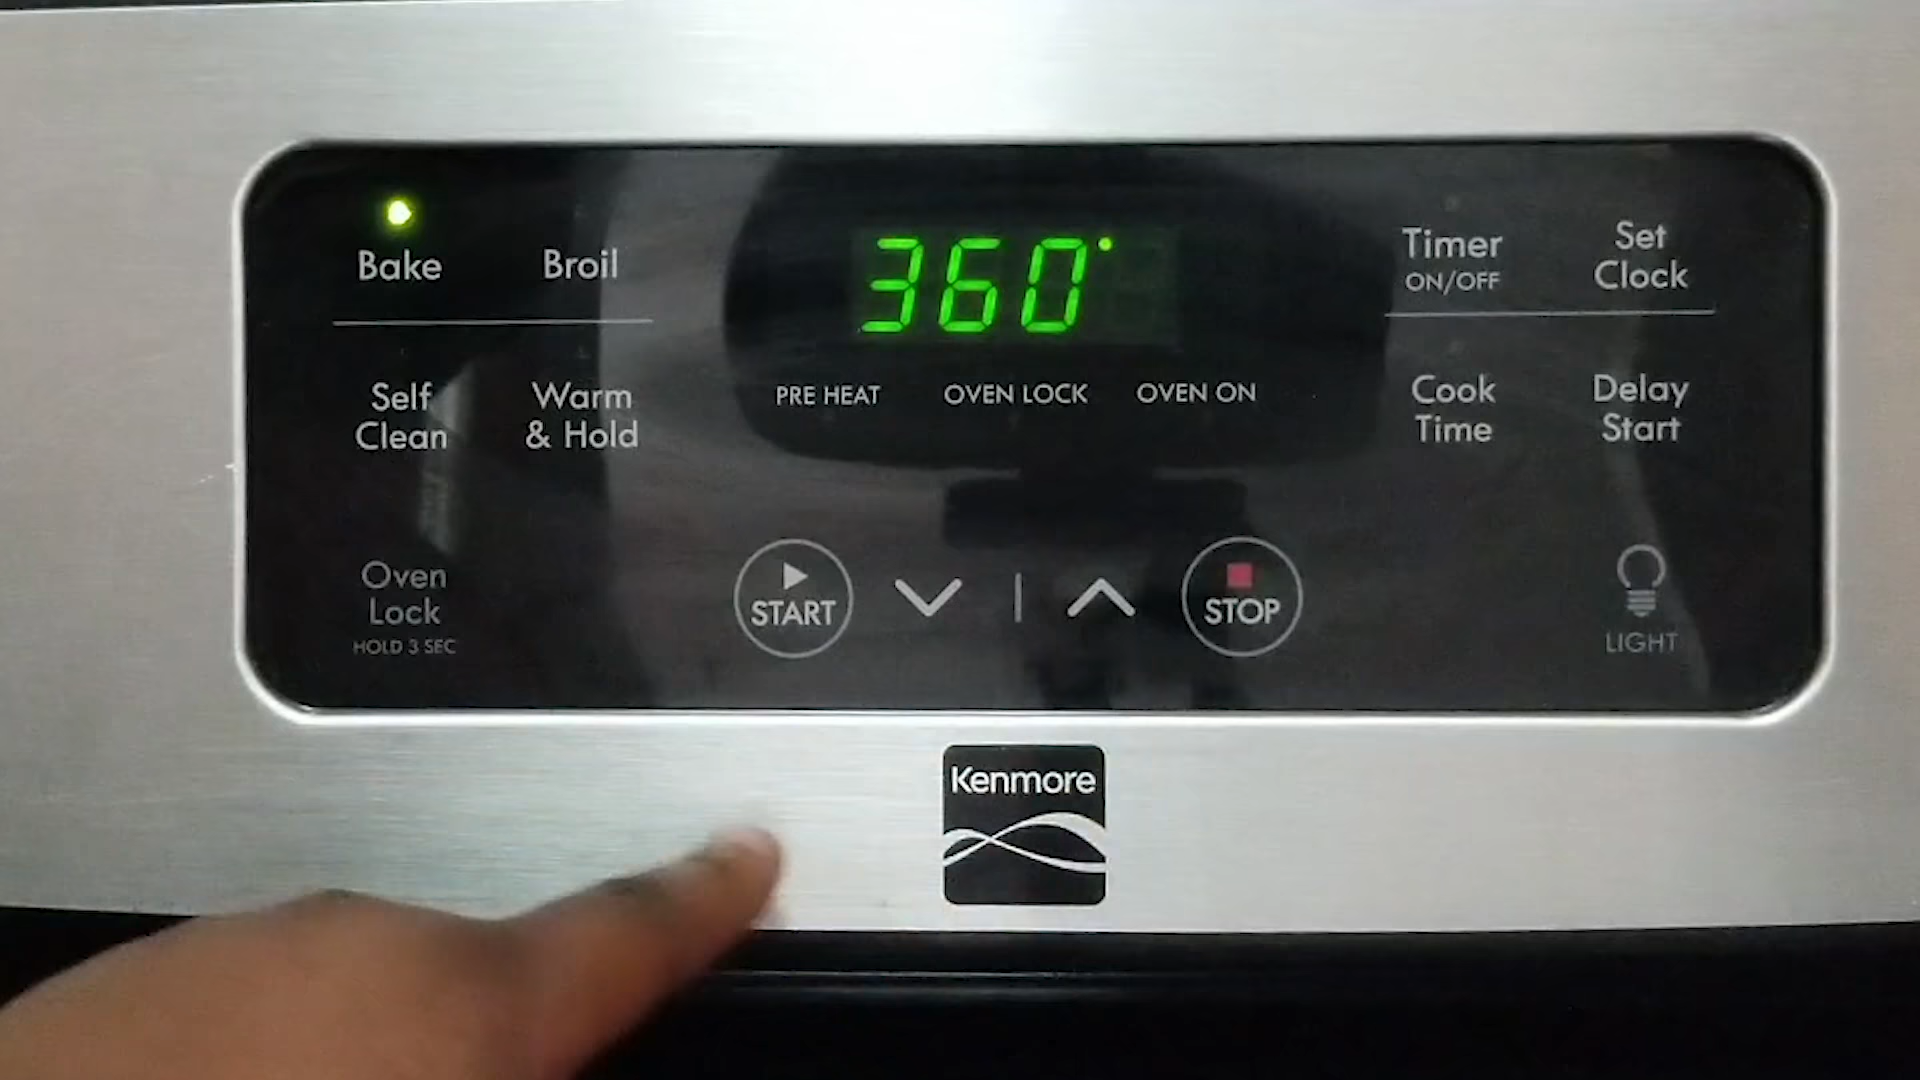 Bake
Broil
Self
Clean
Warm
& Hold
Oven
Lock
HOLD 3 SEC
360°
PRE HEAT
OVEN LOCK
OVEN ON
START
STOP
Timer
ON/OFF
Set
Clock
Cook
Time
Delay
Start
LIGHT
Kenmore